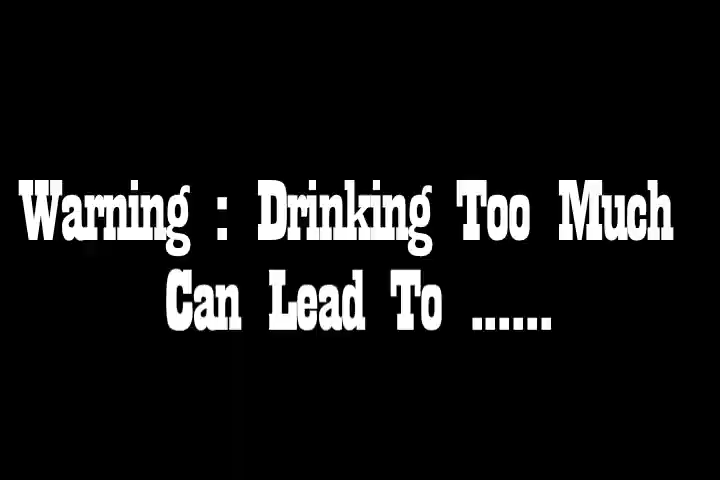 Warning : Drinking Too Much
Can Lead To ......